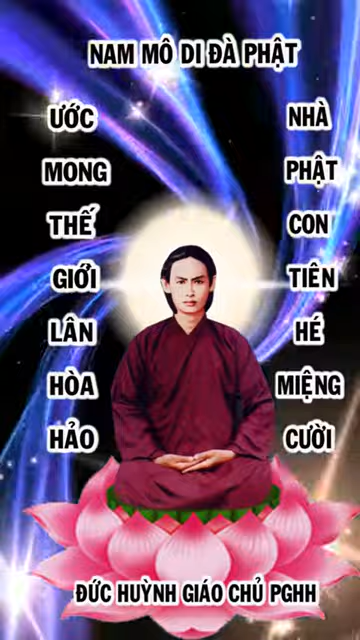 NAM MÔ DI ĐÀ PHẬT
ƯỚC
MONG
THẾ
GIỚI
LÂN
HÒA
HẢO
NHÀ
PHẬT
CON
TIÊN
HÉ
MIỆNG
CƯỜI
ĐỨC HUỲNH GIÁO CHỦ PGHH